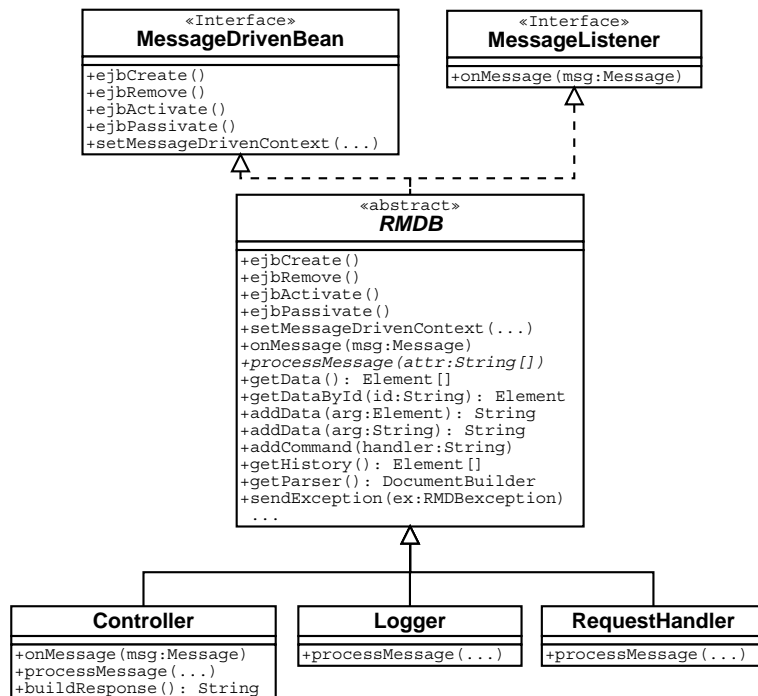 «Interface»
MessageDrivenBean
+ejbCreate()
+ejbRemove()
+ejbActivate()
+ejbPassivate()
+setMessageDrivenContext(...)
«Interface»
MessageListener
+onMessage(msg:Message)
«abstract»
RMDB
+ejbCreate()
+ejbRemove()
+ejbActivate()
+ejbPassivate()
+setMessageDrivenContext(...)
+onMessage(msg:Message)
+processMessage(attr:String[])
+getData(): Element[]
+getDataById(id:String): Element
+addData(arg:Element): String
+addData(arg:String): String
+addCommand(handler:String)
+getHistory(): Element[]
+getParser(): DocumentBuilder
+sendException(ex:RMDBexception)
...
Controller
+onMessage(msg:Message)
+processMessage(...)
+buildResponse(): String
Logger
+processMessage(...)
RequestHandler
+processMessage(...)